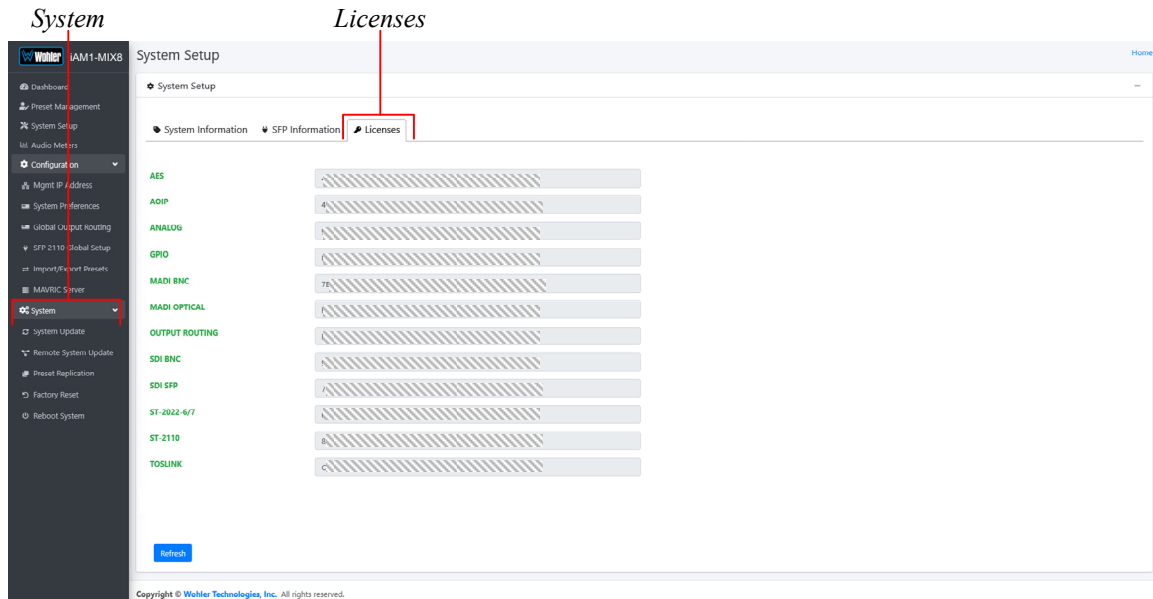 System
Licenses
Wohler iAM1-MIX8
System Setup
Home
Dashboard
Preset Management
System Setup
Audio Meters
Configuration
Mgmt IP Address
System Preferences
Global Output Routing
SFP 2110 Global Setup
Import/Export Presets
MAVRIC Server
System
System Update
Remote System Update
Preset Replication
Factory Reset
Reboot System
System Setup
System Information
SFP Information
Licenses
AES
AOIP
4
ANALOG
GPIO
MADI BNC
7E
MADI OPTICAL
OUTPUT ROUTING
SDI BNC
SDI SFP
ST-2022-6/7
ST-2110
8
TOSLINK
C
Refresh
Copyright © Wohler Technologies, Inc. All rights reserved.